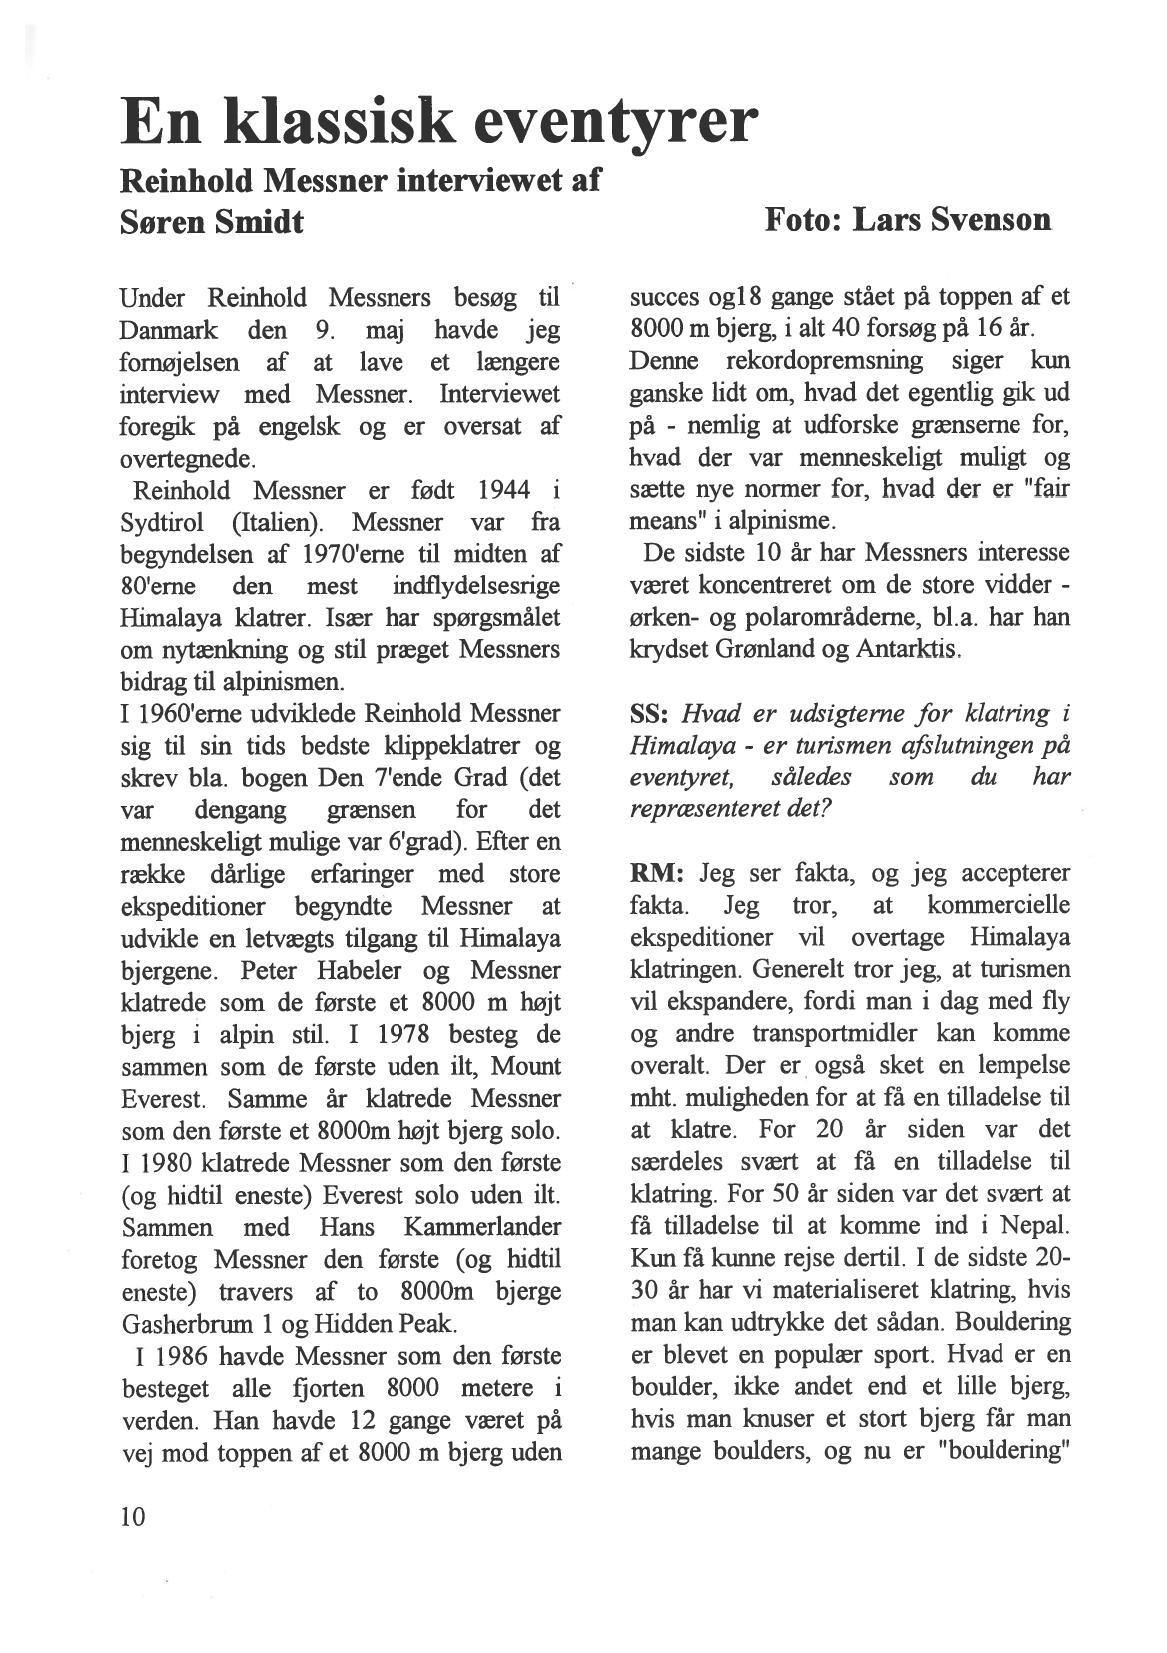 En klassisk eventyrer
Reinhold Messner interviewet af
Søren Smidt
Foto: Lars Svenson
Under Reinhold Messners besøg til
Danmark den 9. maj havde jeg
fornøjelsen af at lave et længere
interview med Messner. Interviewet
foregik på engelsk og er oversat af
overtegnede.
Reinhold Messner er født 1944 i
Sydtirol (Italien). Messner var fra
begyndelsen af 1970'erne til midten af
80'erne den mest indflydelsesrige
Himalaya klatrer. Især har spørgsmålet
om nytænkning og stil præget Messners
bidrag til alpinismen.
I 1960'erne udviklede Reinhold Messner
sig til sin tids bedste klippeklatrer og
skrev bla. bogen Den 7'ende Grad (det
var dengang grænsen for det
menneskeligt mulige var 6'grad). Efter en
række dårlige erfaringer med store
ekspeditioner begyndte Messner at
udvikle en letvægts tilgang til Himalaya
bjergene. Peter Habeler og Messner
klatrede som de første et 8000 m højt
bjerg i alpin stil. I 1978 besteg de
sammen som de første uden ilt, Mount
Everest. Samme år klatrede Messner
som den første et 8000m højt bjerg solo.
I 1980 klatrede Messner som den første
(og hidtil eneste) Everest solo uden ilt.
Sammen med Hans Kammerlander
foretog Messner den første (og hidtil
eneste) travers af to 8000m bjerge
Gasherbrum 1 og Hidden Peak.
I 1986 havde Messner som den første
besteget alle fjorten 8000 metere i
verden. Han havde 12 gange været på
vej mod toppen af et 8000 m bjerg uden
succes og18 gange stået på toppen af et
8000 m bjerg, i alt 40 forsøg på 16 år.
Denne rekordopremsning siger kun
ganske lidt om, hvad det egentlig gik ud
på - nemlig at udforske grænserne for,
hvad der var menneskeligt muligt og
sætte nye normer for, hvad der er "fair
means" i alpinisme.
De sidste 10 år har Messners interesse
været koncentreret om de store vidder -
ørken- og polarområderne, bl.a. har han
krydset Grønland og Antarktis.
SS: Hvad er udsigterne for klatring i
Himalaya - er turismen afslutningen på
eventyret, således som du har
repræsenteret det?
RM: Jeg ser fakta, og jeg accepterer
fakta. Jeg tror, at kommercielle
ekspeditioner vil overtage Himalaya
klatringen. Generelt tror jeg, at turismen
vil ekspandere, fordi man i dag med fly
og andre transportmidler kan komme
overalt. Der er også sket en lempelse
mht. muligheden for at få en tilladelse til
at klatre. For 20 år siden var det
særdeles svært at få en tilladelse til
klatring. For 50 år siden var det svært at
få tilladelse til at komme ind i Nepal.
Kun få kunne rejse dertil. I de sidste 20-
30 år har vi materialiseret klatring, hvis
man kan udtrykke det sådan. Bouldering
er blevet en populær sport. Hvad er en
boulder, ikke andet end et lille bjerg,
hvis man knuser et stort bjerg får man
mange boulders, og nu er "bouldering"
10